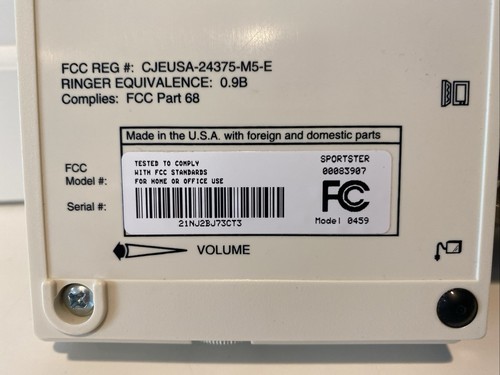 FCC REG #: CJEUSA-24375-M5-E
RINGER EQUIVALENCE: 0.9B
Complies: FCC Part 68
Made in the U.S.A. with foreign and domestic parts
FCC
Model #:
Serial #:
TESTED TO COMPLY
WITH FCC STANDARDS
FOR HOME OR OFFICE USE
21NJ2BJ73CT3
SPORTSTER
00083907
FC
Model 0459
VOLUME